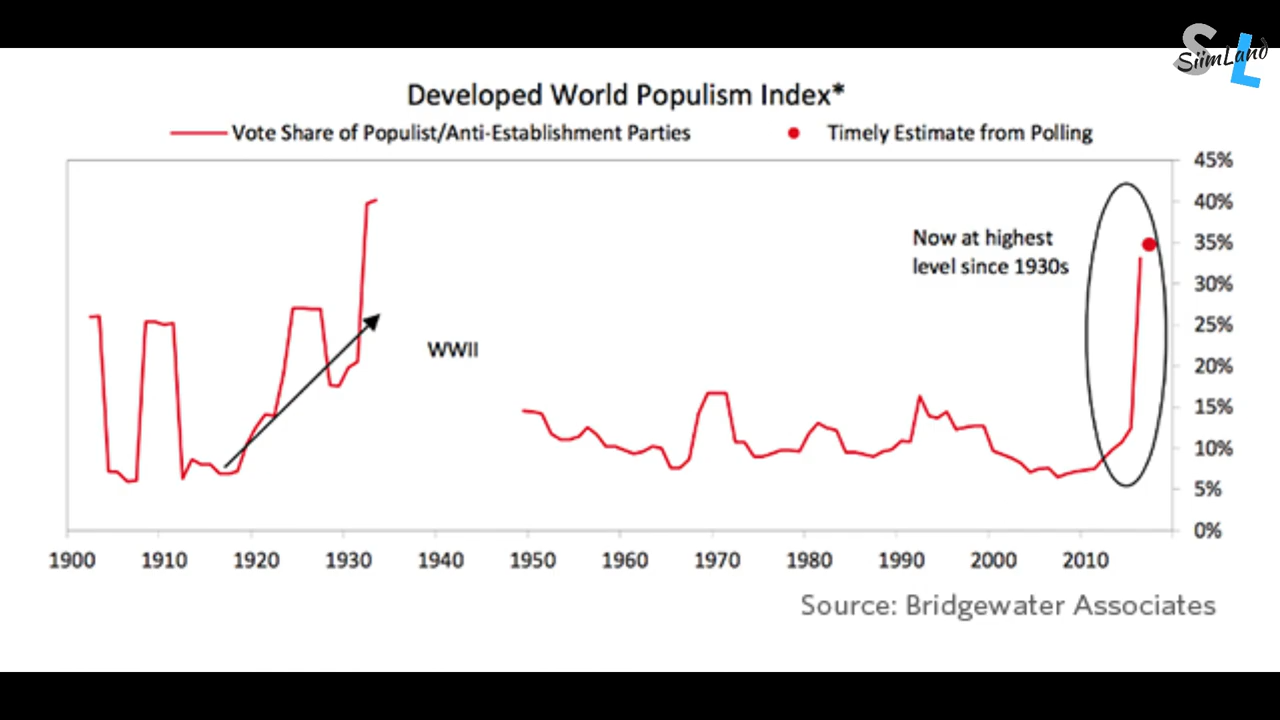 SL
SiimLand
Developed World Populism Index*
Vote Share of Populist/Anti-Establishment Parties
Timely Estimate from Polling
45%
40%
Now at highest
level since 1930s
35%
30%
25%
WWII
20%
15%
10%
5%
0%
1900 1910 1920 1930 1940 1950 1960 1970 1980 1990 2000 2010
Source: Bridgewater Associates